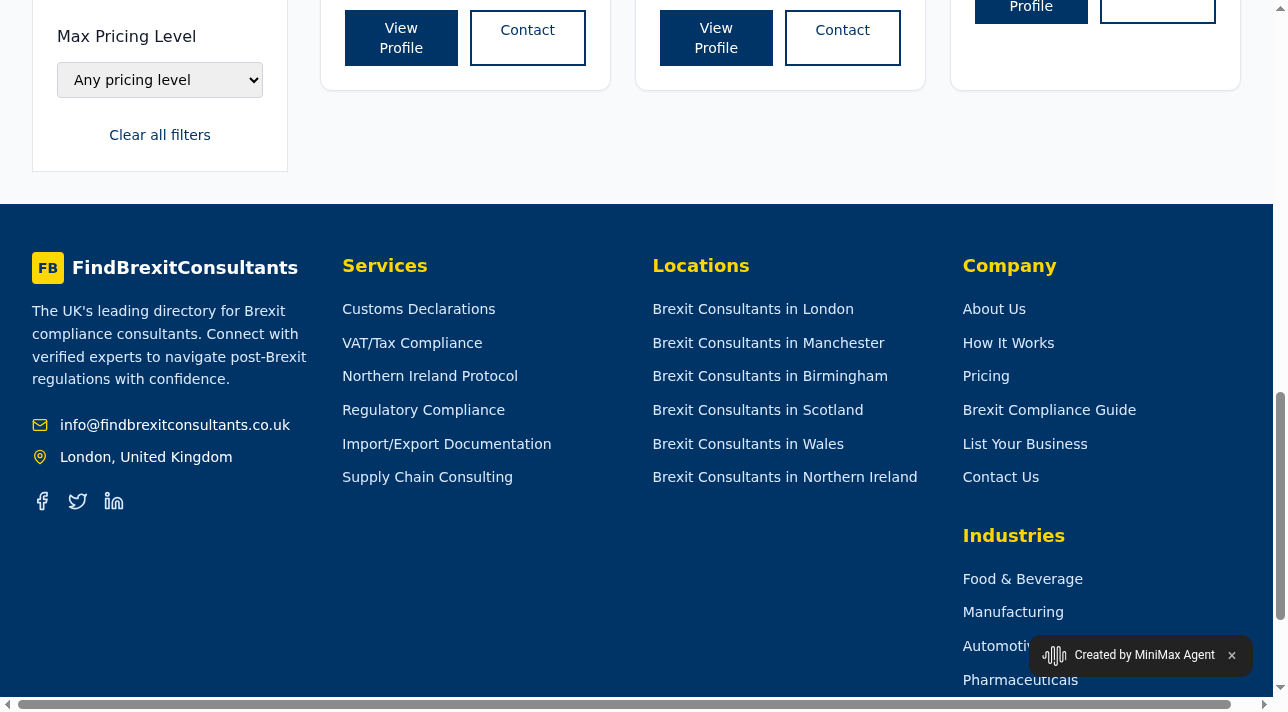 Max Pricing Level
Any pricing level
Clear all filters
View
Profile
Contact
View
Profile
Contact
Profile
FB FindBrexitConsultants
The UK's leading directory for Brexit
compliance consultants. Connect with
verified experts to navigate post-Brexit
regulations with confidence.
info@findbrexitconsultants.co.uk
London, United Kingdom
Services
Customs Declarations
VAT/Tax Compliance
Northern Ireland Protocol
Regulatory Compliance
Import/Export Documentation
Supply Chain Consulting
Locations
Brexit Consultants in London
Brexit Consultants in Manchester
Brexit Consultants in Birmingham
Brexit Consultants in Scotland
Brexit Consultants in Wales
Brexit Consultants in Northern Ireland
Company
About Us
How It Works
Pricing
Brexit Compliance Guide
List Your Business
Contact Us
Industries
Food & Beverage
Manufacturing
Pharmaceuticals
Created by MiniMax Agent ×